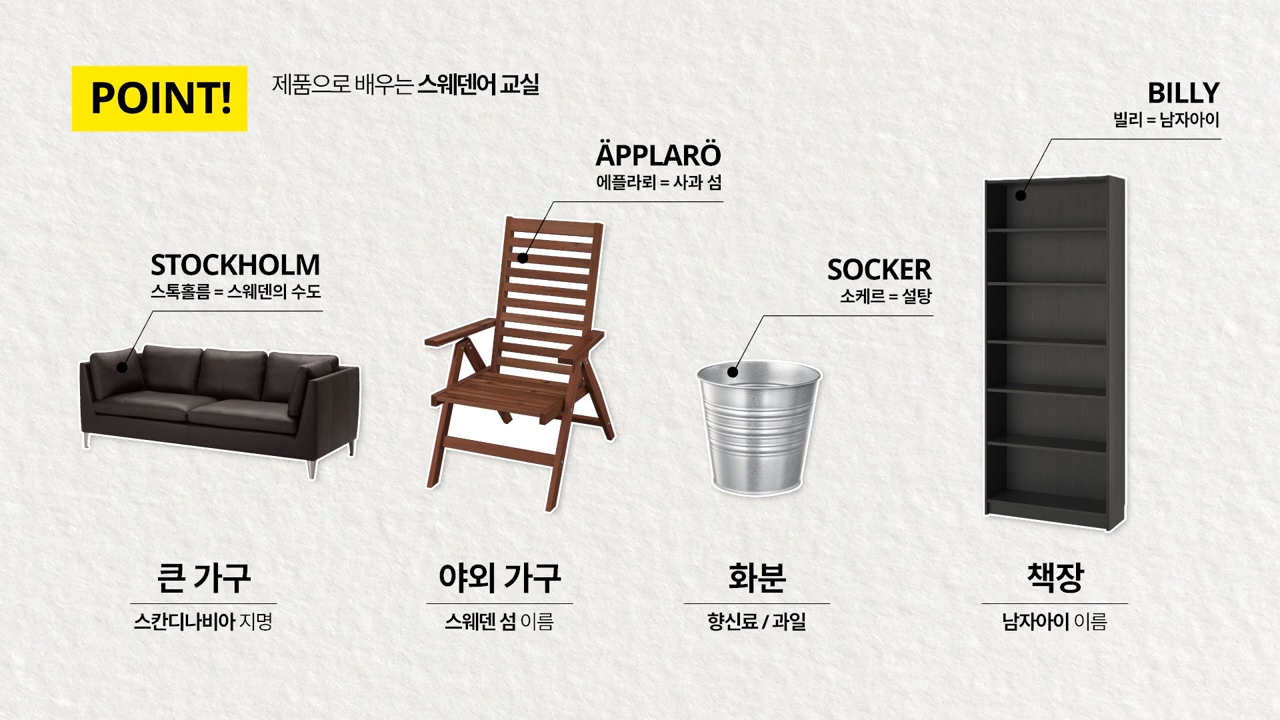 POINT!
제품으로 배우는 스웨덴어 교실
STOCKHOLM
스톡홀름 = 스웨덴의 수도
ÄPPLARÖ
에플라뢰 = 사과 섬
SOCKER
소케르 = 설탕
BILLY
빌리 = 남자아이
큰 가구
스칸디나비아 지명
야외 가구
스웨덴 섬 이름
화분
향신료 / 과일
책장
남자아이 이름